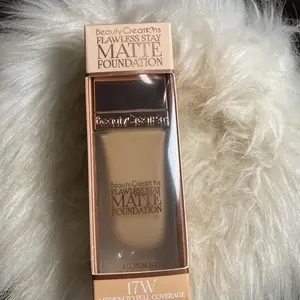 Beauty Creations
FLAWLESS STAY
MATTE
FOUNDATION
Beauty Creations
Beauty Creations
FLAWLESS STAY
MATTE
FOUNDATION
17W
MEDIUM TO FULL COVERAGE